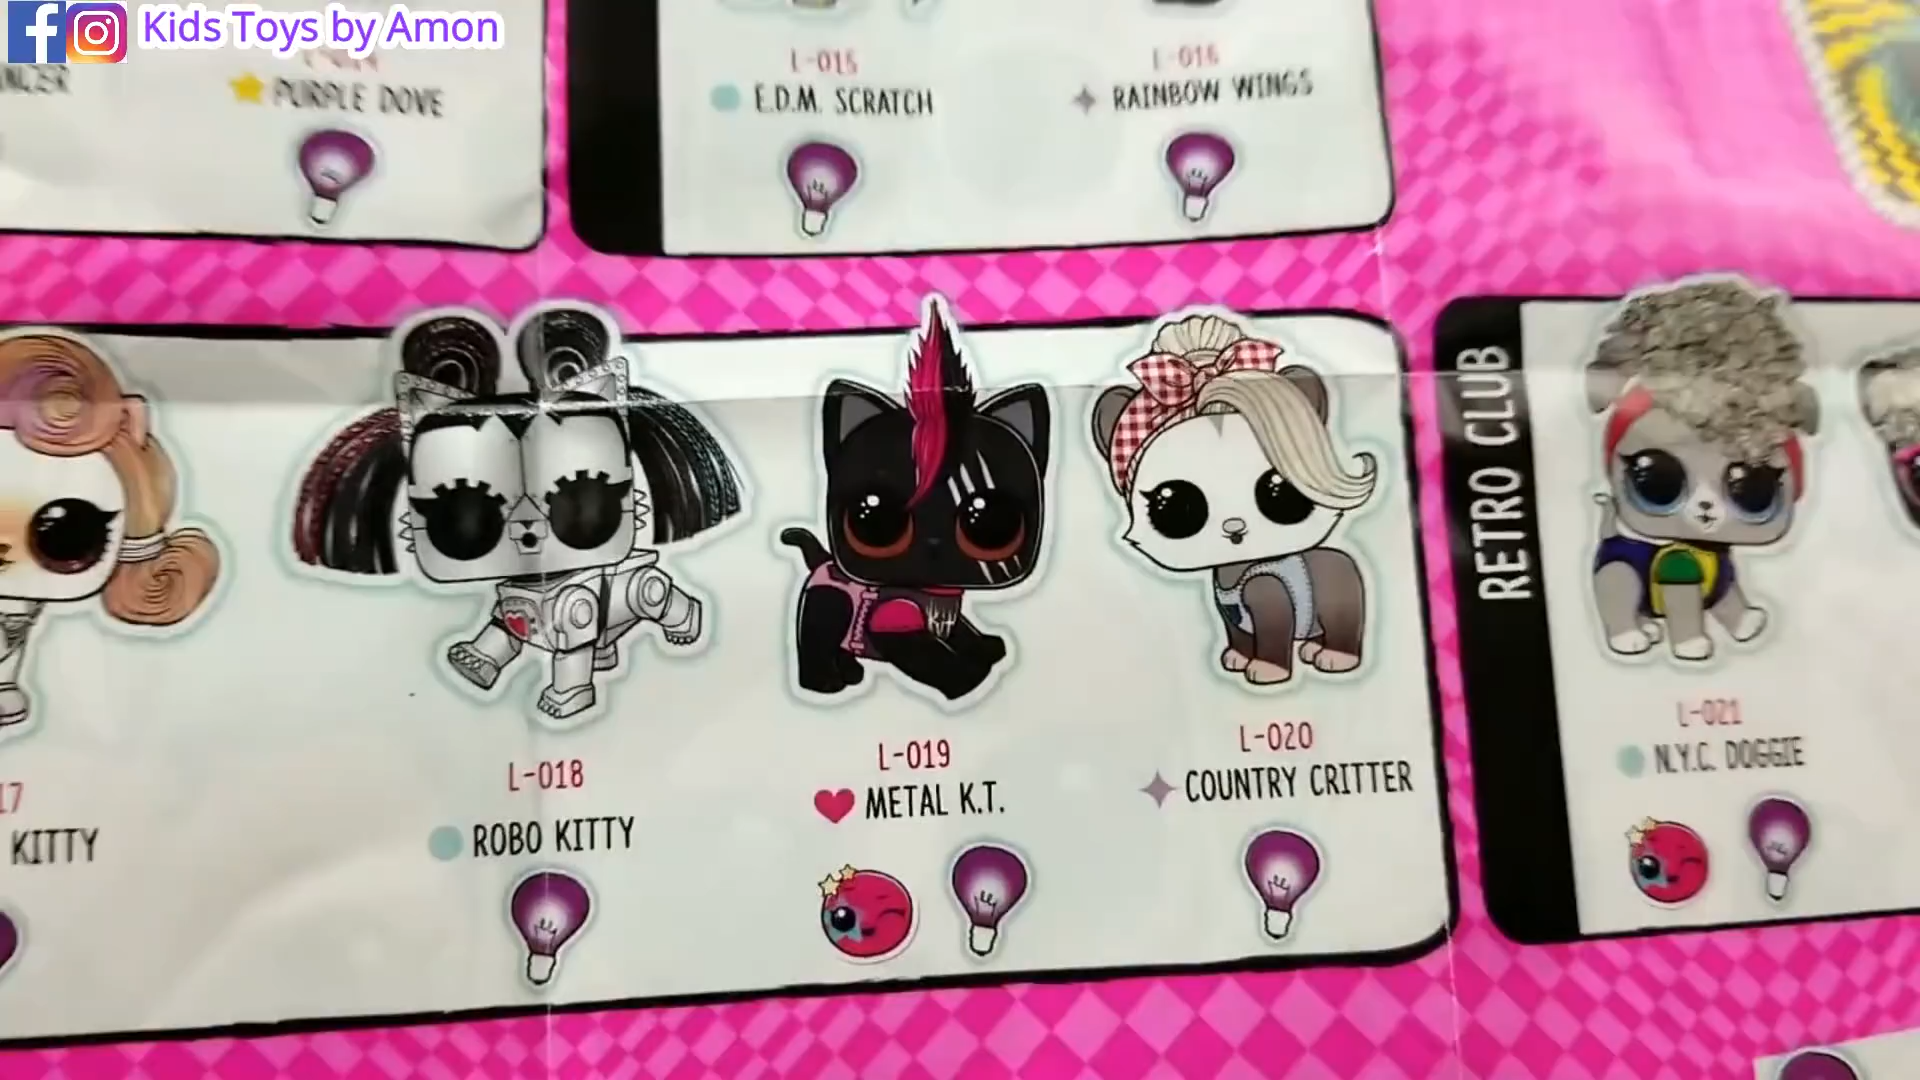 Kids Toys by Amon
PURPLE DOVE
L-015
E.D.M. SCRATCH
L-016
RAINBOW WINGS
L-018
ROBO KITTY
L-019
METAL K.T.
L-020
COUNTRY CRITTER
KITTY
RETRO CLUB
L-021
N.Y.C. DOGGIE